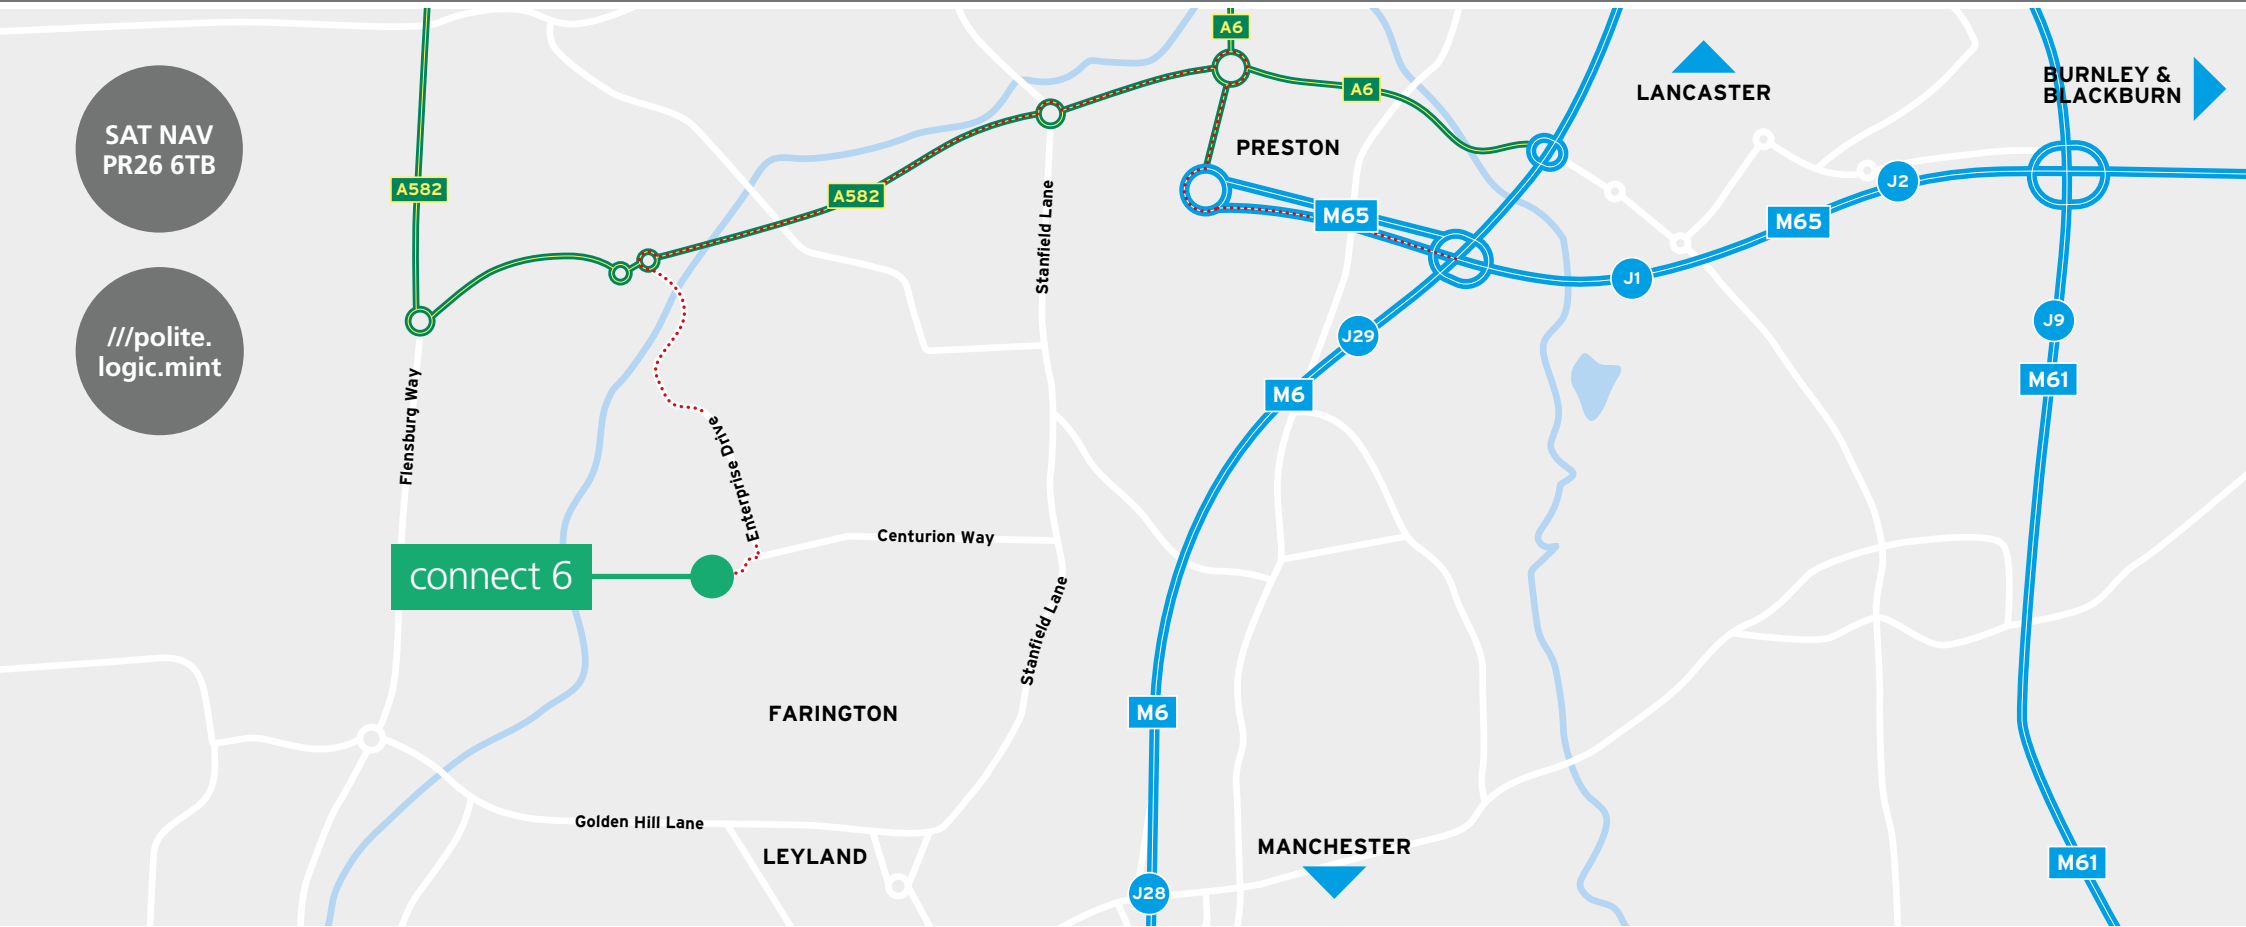 A6
SAT NAV
PR26 6TB
A582
A582
A6
PRESTON
LANCASTER
BURNLEY &
BLACKBURN
M65
M65
J2
J1
Stanfield Lane
///polite.
logic.mint
J29
J9
M6
M61
Flensburg Way
Enterprise Drive
Centurion Way
connect 6
Stanfield Lane
FARINGTON
M6
Golden Hill Lane
LEYLAND
MANCHESTER
M61
J28